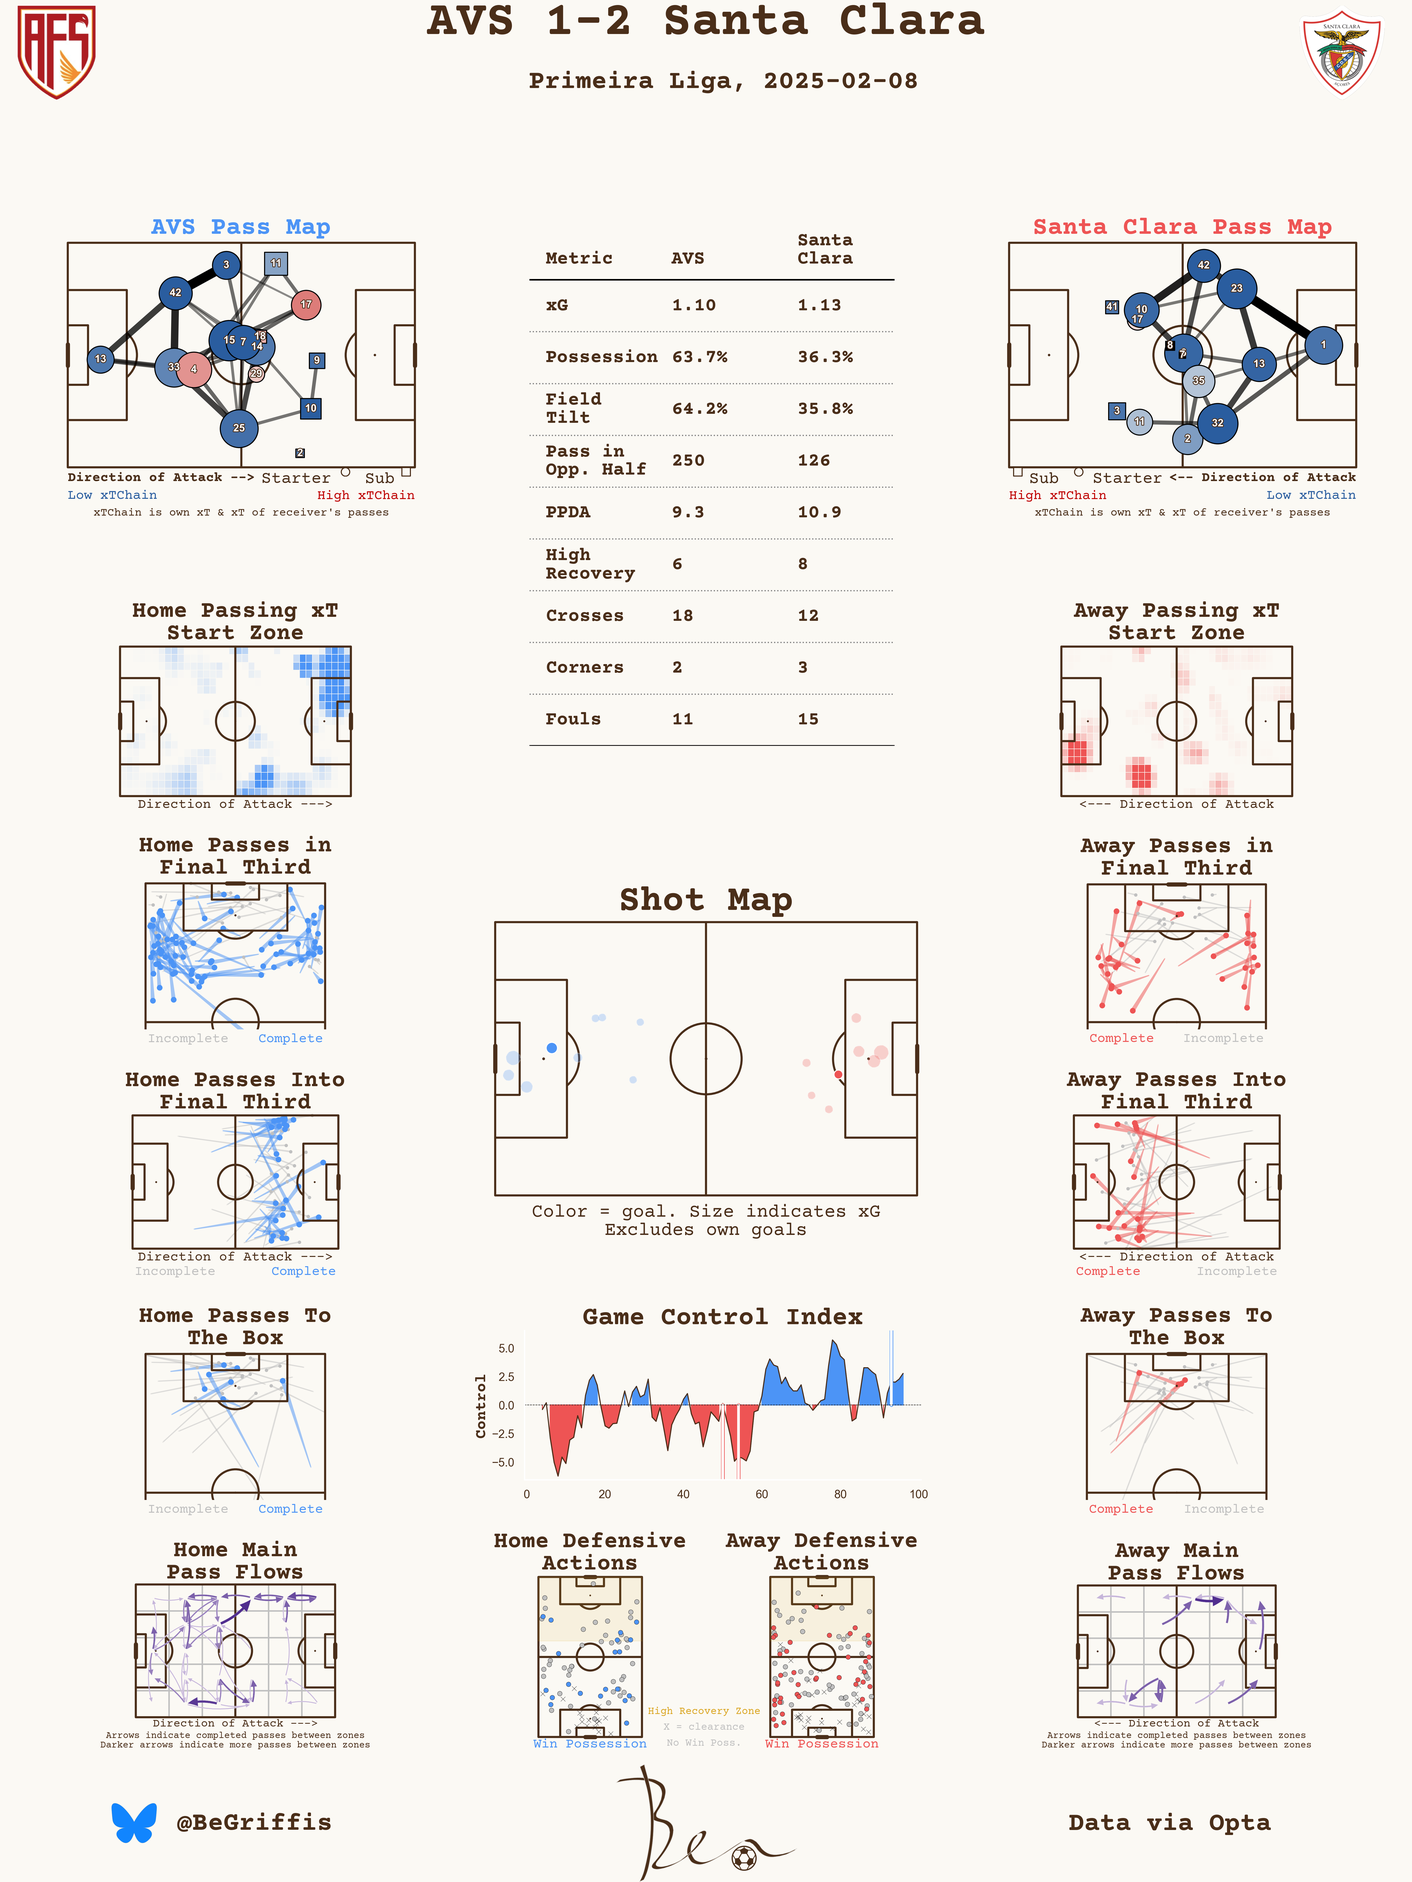 AVS 1-2 Santa Clara
Primeira Liga, 2025-02-08
AFS
SANTA CLARA
AVS Pass Map
3
11
42
17
15
7
18
14
13
33
4
29
9
10
25
2
Direction of Attack --> Starter Sub
Low xTChain High xTChain
xTChain is own xT & xT of receiver's passes
Metric AVS Santa Clara
xG 1.10 1.13
Possession 63.7% 36.3%
Field Tilt 64.2% 35.8%
Pass in Opp. Half 250 126
PPDA 9.3 10.9
High Recovery 6 8
Crosses 18 12
Corners 2 3
Fouls 11 15
Santa Clara Pass Map
42
23
41
10
17
8
1
13
35
3
11
2
32
Sub Starter <-- Direction of Attack
High xTChain Low xTChain
xTChain is own xT & xT of receiver's passes
Home Passing xT
Start Zone
Direction of Attack --->
Away Passing xT
Start Zone
<--- Direction of Attack
Home Passes in
Final Third
Incomplete Complete
Away Passes in
Final Third
Complete Incomplete
Shot Map
Color = goal. Size indicates xG
Excludes own goals
Home Passes Into
Final Third
Direction of Attack --->
Incomplete Complete
Away Passes Into
Final Third
<--- Direction of Attack
Complete Incomplete
Home Passes To
The Box
Incomplete Complete
Game Control Index
Control
5.0
2.5
0.0
−2.5
−5.0
0 20 40 60 80 100
Away Passes To
The Box
Complete Incomplete
Home Main
Pass Flows
Direction of Attack --->
Arrows indicate completed passes between zones
Darker arrows indicate more passes between zones
Home Defensive
Actions
Win Possession
Away Defensive
Actions
Win Possession
High Recovery Zone
X = clearance
No Win Poss.
Away Main
Pass Flows
<--- Direction of Attack
Arrows indicate completed passes between zones
Darker arrows indicate more passes between zones
@BeGriffis
Ben
Data via Opta